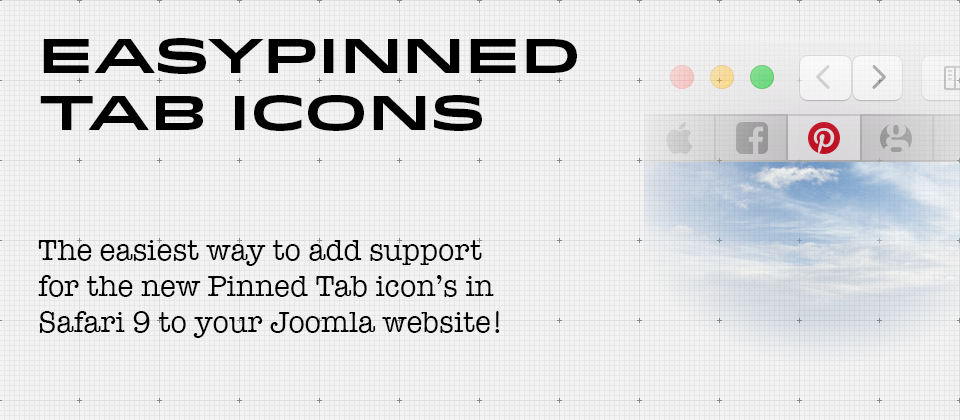 EASYPINNED
TAB ICONS
The easiest way to add support
for the new Pinned Tab icon’s in
Safari 9 to your Joomla website!